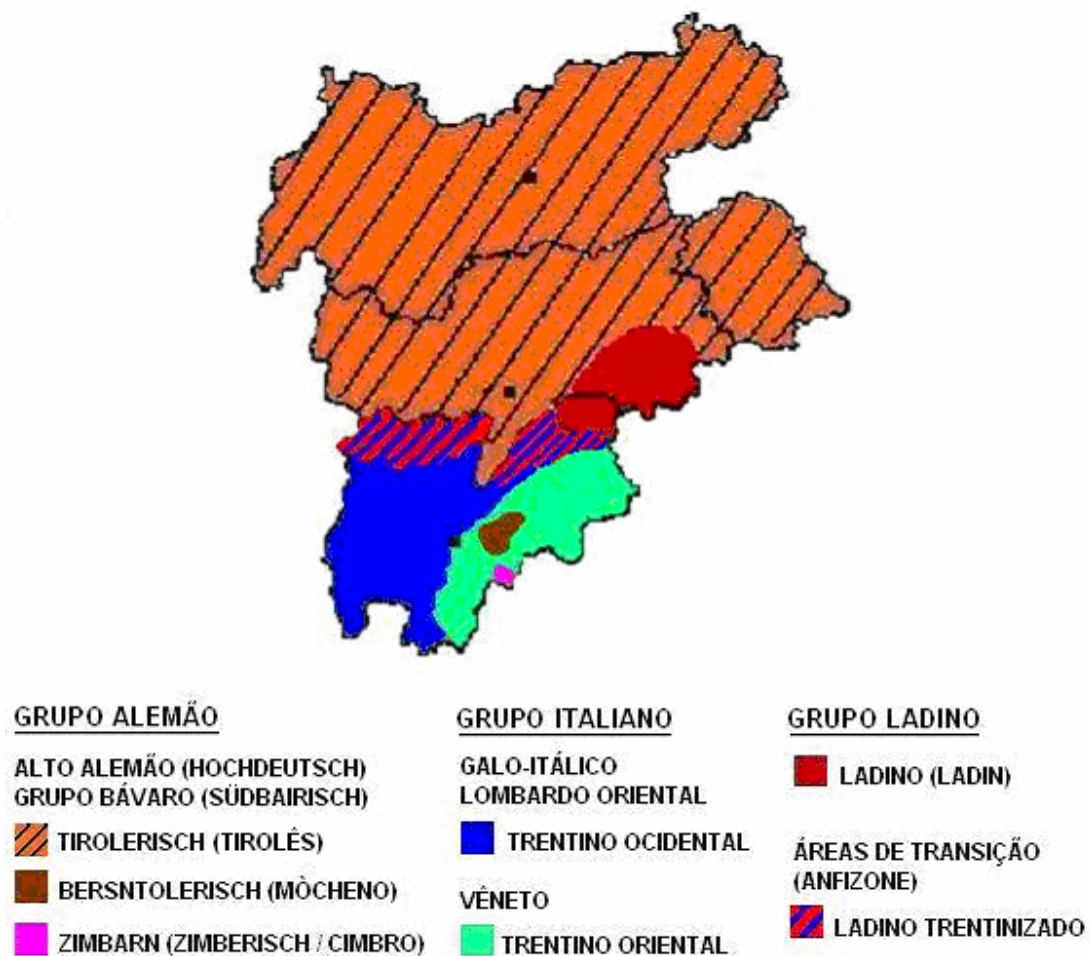 GRUPO ALEMÃO
ALTO ALEMÃO (HOCHDEUTSCH)
GRUPO BÁVARO (SÜDBAIRISCH)
TIROLERISCH (TIROLÊS)
BERSNTOLERISCH (MÒCHENO)
ZIMBARN (ZIMBERISCH / CIMBRO)
GRUPO ITALIANO
GALO-ITÁLICO
LOMBARDO ORIENTAL
TRENTINO OCIDENTAL
VÊNETO
TRENTINO ORIENTAL
GRUPO LADINO
LADINO (LADIN)
ÁREAS DE TRANSIÇÃO
(ANFIZONE)
LADINO TRENTINIZADO